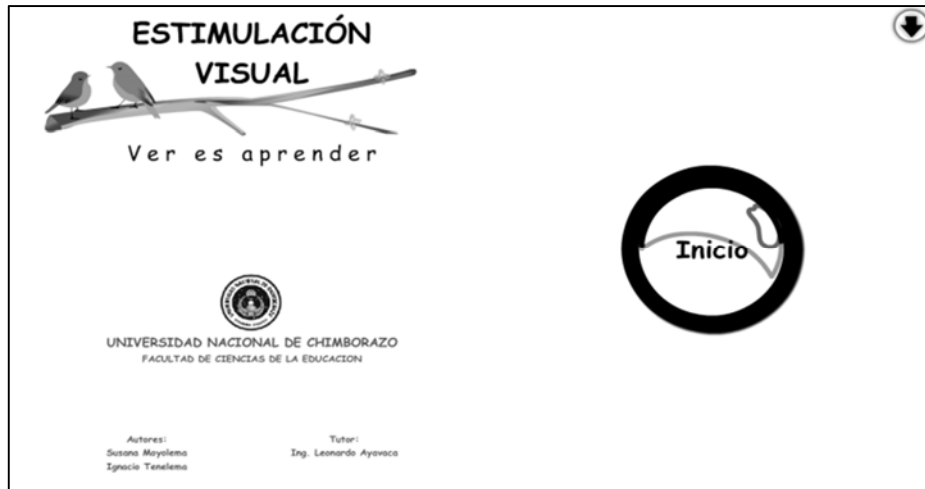 ESTIMULACIÓN
VISUAL
Ver es aprender
Inicio
UNIVERSIDAD NACIONAL DE CHIMBORAZO
FACULTAD DE CIENCIAS DE LA EDUCACION
Autores:
Susana Moyolema
Ignacio Tenelema
Tutor:
Ing. Leonardo Ayavaca